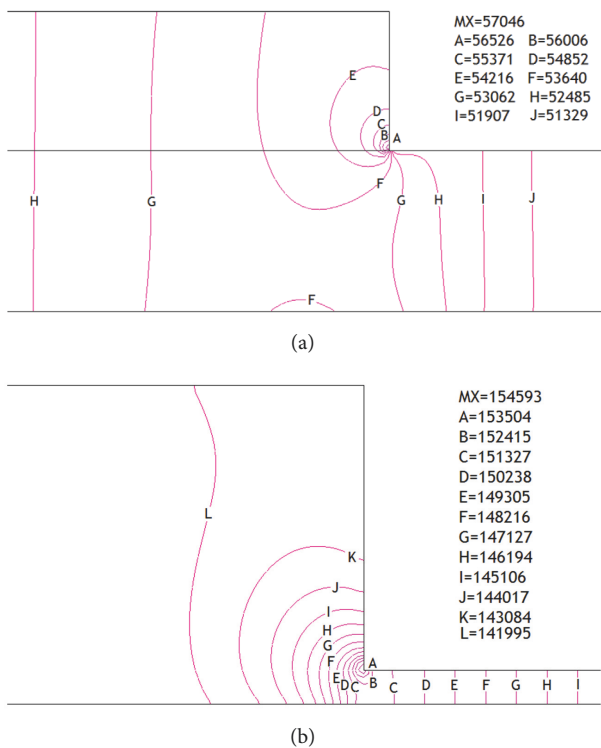 MX=57046
A=56526 B=56006
C=55371 D=54852
E=54216 F=53640
G=53062 H=52485
I=51907 J=51329
E
D
C
B
A
F
H
G
G
H
I
J
F
(a)
MX=154593
A=153504
B=152415
C=151327
D=150238
E=149305
F=148216
G=147127
H=146194
I=145106
J=144017
K=143084
L=141995
L
K
J
I
H
G
F
A
E
D
C
B
C
D
E
F
G
H
I
(b)